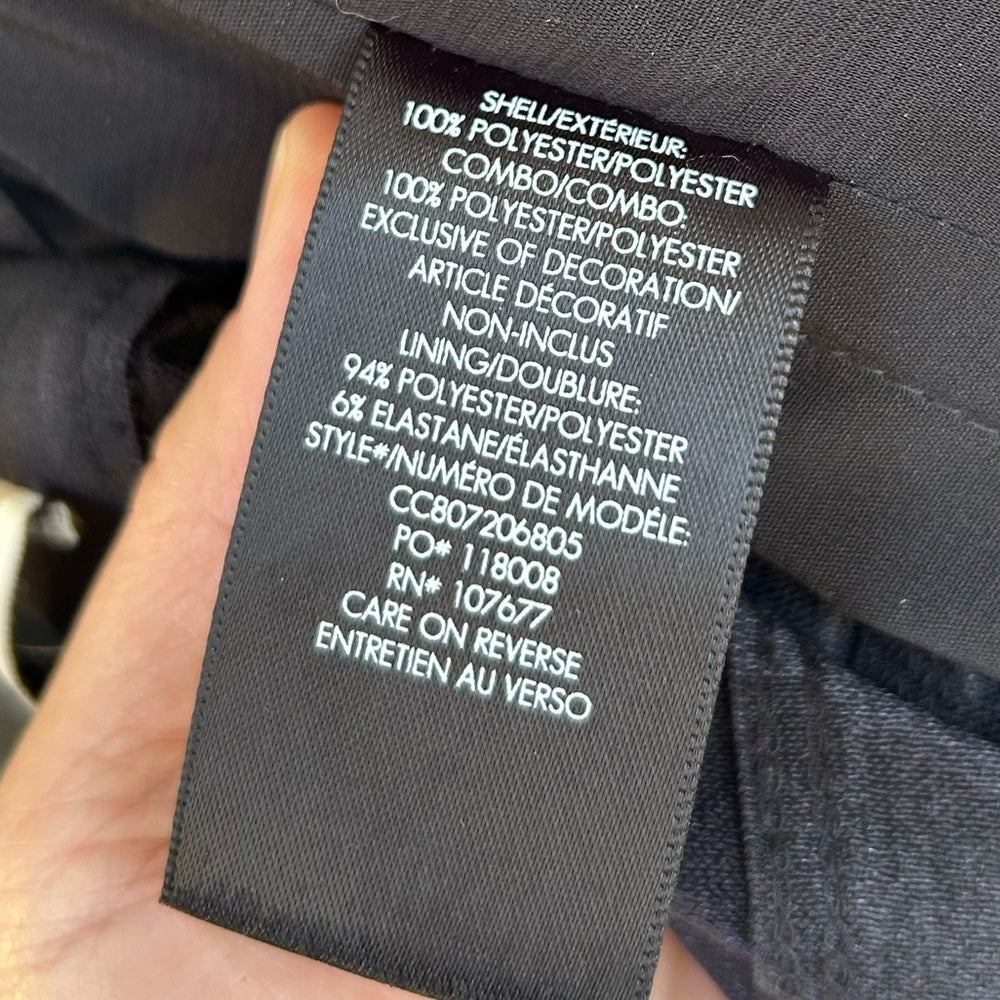 SHELL/EXTÉRIEUR:
100% POLYESTER/POLYESTER
COMBO/COMBO:
100% POLYESTER/POLYESTER
EXCLUSIVE OF DECORATION/
ARTICLE DÉCORATIF
NON-INCLUS
LINING/DOUBLURE:
94% POLYESTER/POLYESTER
6% ELASTANE/ÉLASTHANNE
STYLE#/NUMÉRO DE MODÉLE:
CC807206805
PO# 118008
RN# 107677
CARE ON REVERSE
ENTRETIEN AU VERSO